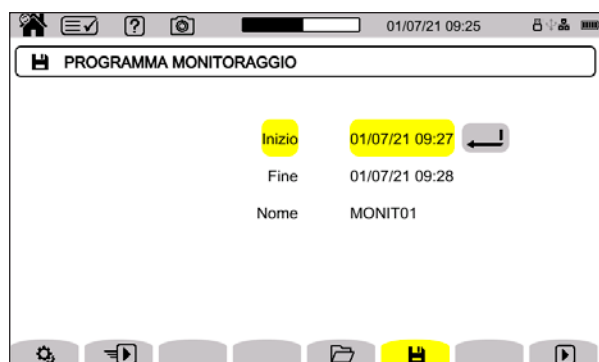 01/07/21 09:25
PROGRAMMA MONITORAGGIO
Inizio 01/07/21 09:27
Fine 01/07/21 09:28
Nome MONIT01